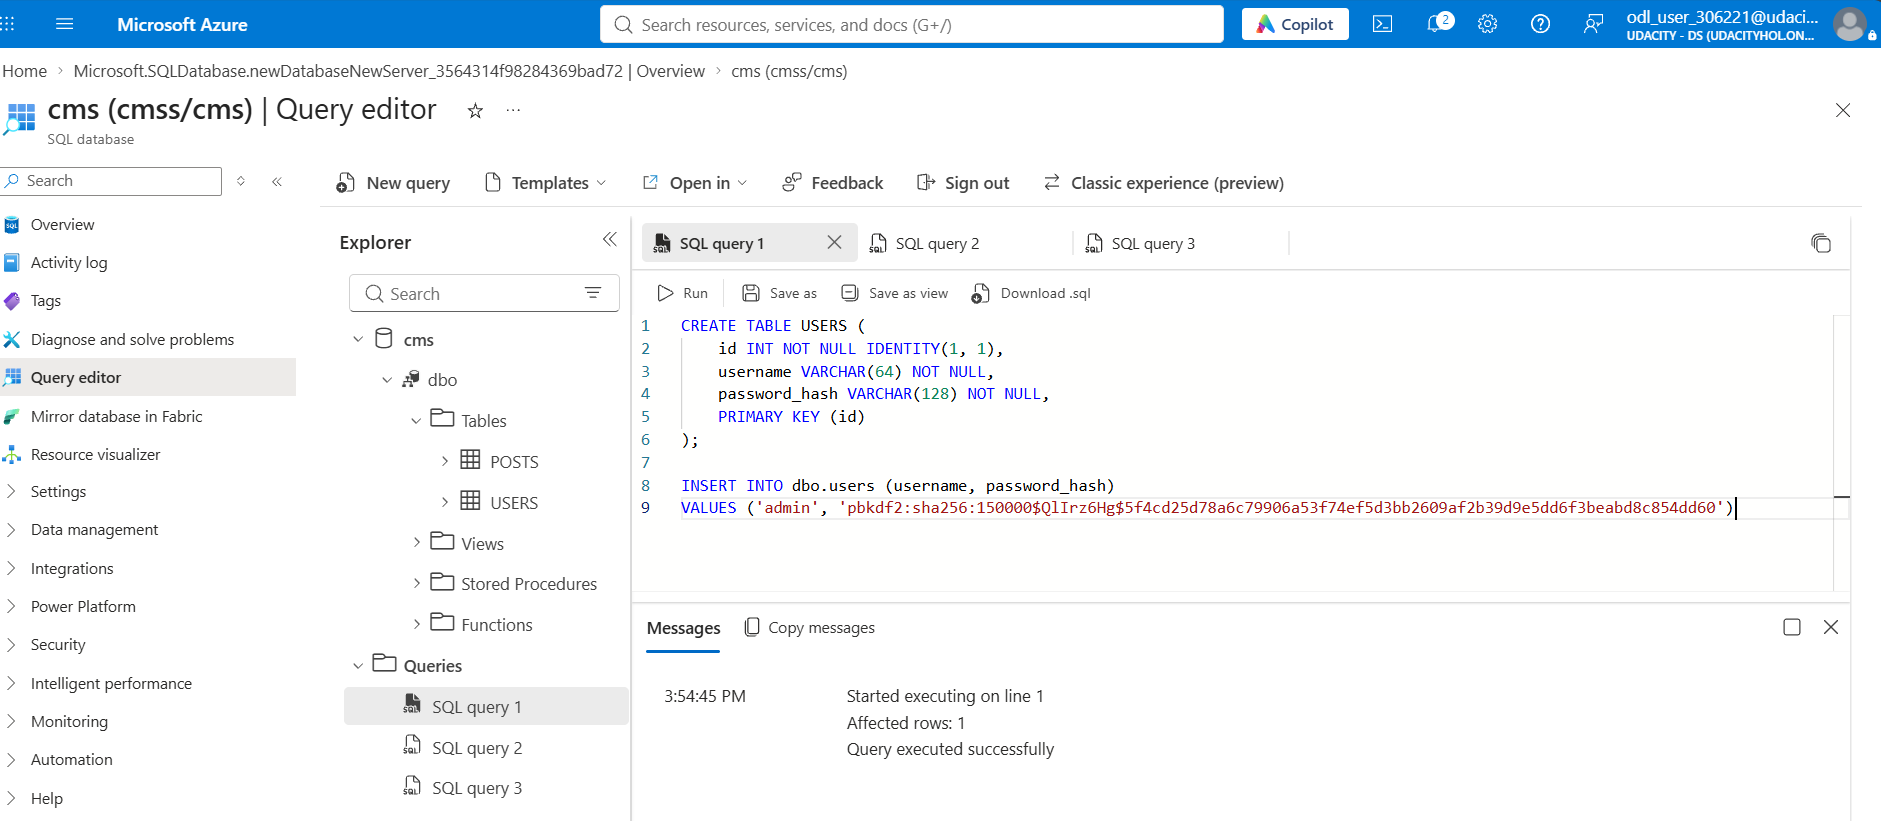 Microsoft Azure
Search resources, services, and docs (G+/)
Copilot
2
odl_user_306221@udaci...
UDACITY - DS (UDACITYHOL.ON...
Home > Microsoft.SQLDatabase.newDatabaseNewServer_3564314f98284369bad72 | Overview > cms (cmss/cms)
cms (cmss/cms) | Query editor
SQL database
Search
Overview
Activity log
Tags
Diagnose and solve problems
Query editor
Mirror database in Fabric
Resource visualizer
Settings
Data management
Integrations
Power Platform
Security
Intelligent performance
Monitoring
Automation
Help
New query
Templates
Open in
Feedback
Sign out
Classic experience (preview)
Explorer
Search
cms
dbo
Tables
POSTS
USERS
Views
Stored Procedures
Functions
Queries
SQL query 1
SQL query 2
SQL query 3
SQL query 1
SQL query 2
SQL query 3
Run
Save as
Save as view
Download .sql
1 CREATE TABLE USERS (
2 id INT NOT NULL IDENTITY(1, 1),
3 username VARCHAR(64) NOT NULL,
4 password_hash VARCHAR(128) NOT NULL,
5 PRIMARY KEY (id)
6 );
7
8 INSERT INTO dbo.users (username, password_hash)
9 VALUES ('admin', 'pbkdf2:sha256:150000$QlIrz6Hg$5f4cd25d78a6c79906a53f74ef5d3bb2609af2b39d9e5dd6f3beabd8c854dd60')
Messages
Copy messages
3:54:45 PM
Started executing on line 1
Affected rows: 1
Query executed successfully